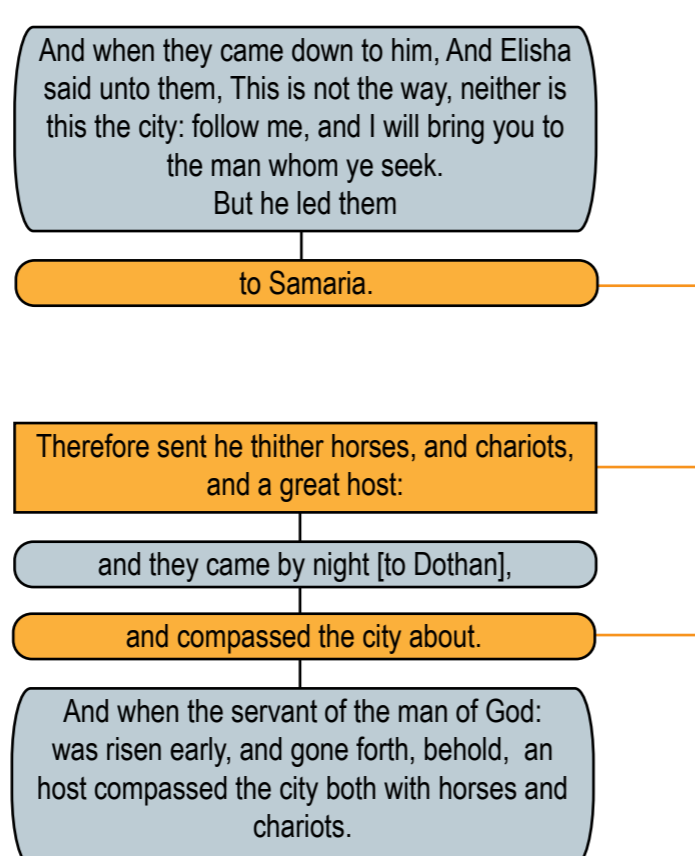 And when they came down to him, And Elisha
said unto them, This is not the way, neither is
this the city: follow me, and I will bring you to
the man whom ye seek.
But he led them
to Samaria.
Therefore sent he thither horses, and chariots,
and a great host:
and they came by night [to Dothan],
and compassed the city about.
And when the servant of the man of God:
was risen early, and gone forth, behold, an
host compassed the city both with horses and
chariots.